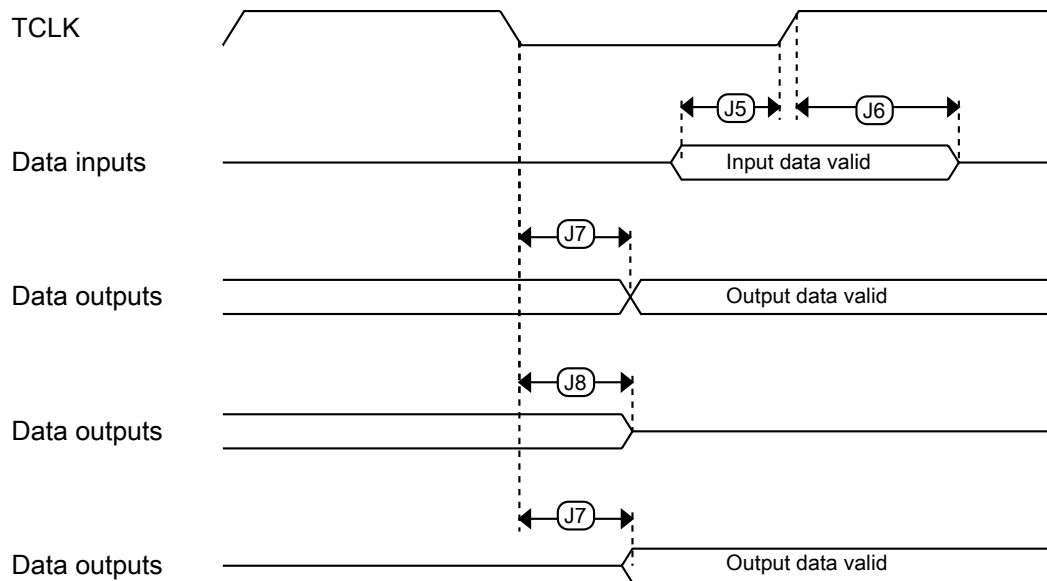 TCLK
J5
J6
Data inputs
Input data valid
J7
Data outputs
Output data valid
J8
Data outputs
J7
Data outputs
Output data valid